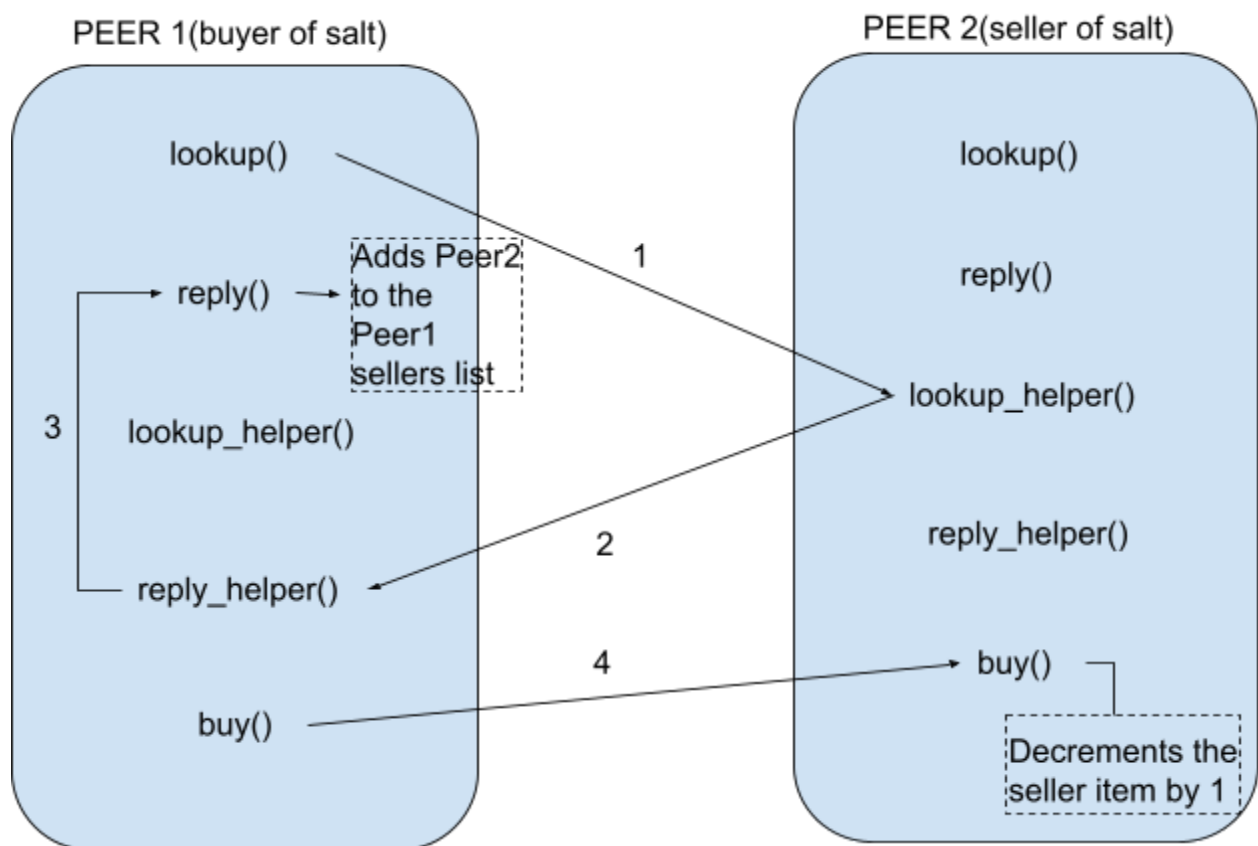 PEER 1(buyer of salt)
lookup()
reply()
Adds Peer2
to the
Peer1
sellers list
lookup_helper()
reply_helper()
buy()
3
1
2
4
PEER 2(seller of salt)
lookup()
reply()
lookup_helper()
reply_helper()
buy()
Decrements the
seller item by 1